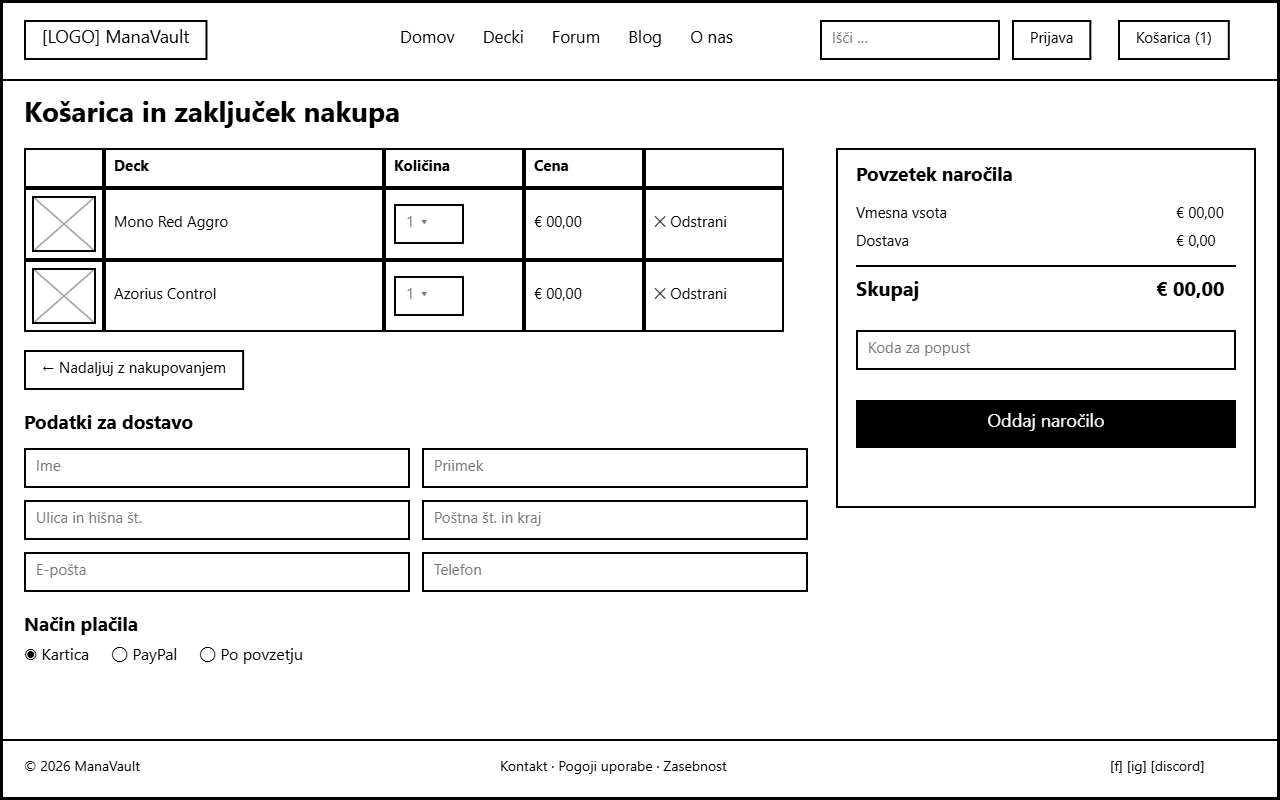 [LOGO] ManaVault
Domov Decki Forum Blog O nas
Išči ...
Prijava
Košarica (1)
Košarica in zaključek nakupa
Deck Količina Cena
Mono Red Aggro 1 ▾ € 00,00 × Odstrani
Azorius Control 1 ▾ € 00,00 × Odstrani
← Nadaljuj z nakupovanjem
Podatki za dostavo
Ime Priimek
Ulica in hišna št. Poštna št. in kraj
E-pošta Telefon
Način plačila
◉ Kartica ◯ PayPal ◯ Po povzetju
Povzetek naročila
Vmesna vsota € 00,00
Dostava € 0,00
Skupaj € 00,00
Koda za popust
Oddaj naročilo
© 2026 ManaVault
Kontakt · Pogoji uporabe · Zasebnost
[f] [ig] [discord]